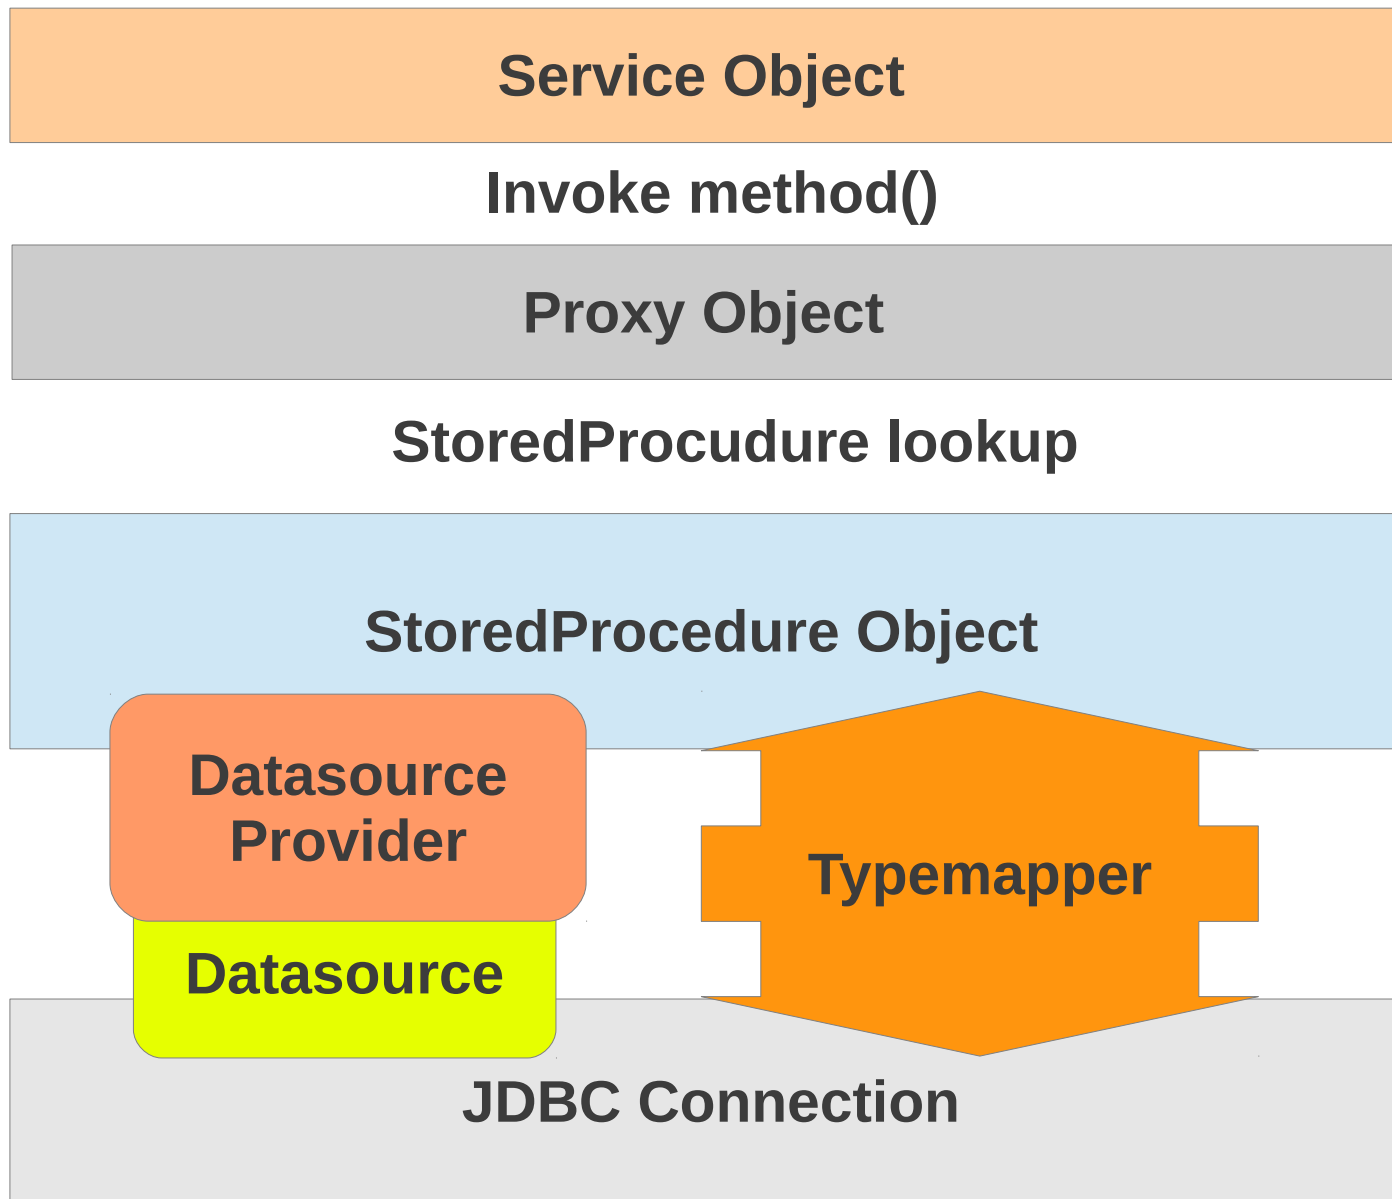 Service Object
Invoke method()
Proxy Object
StoredProcudure lookup
StoredProcedure Object
Datasource
Provider
Typemapper
Datasource
JDBC Connection